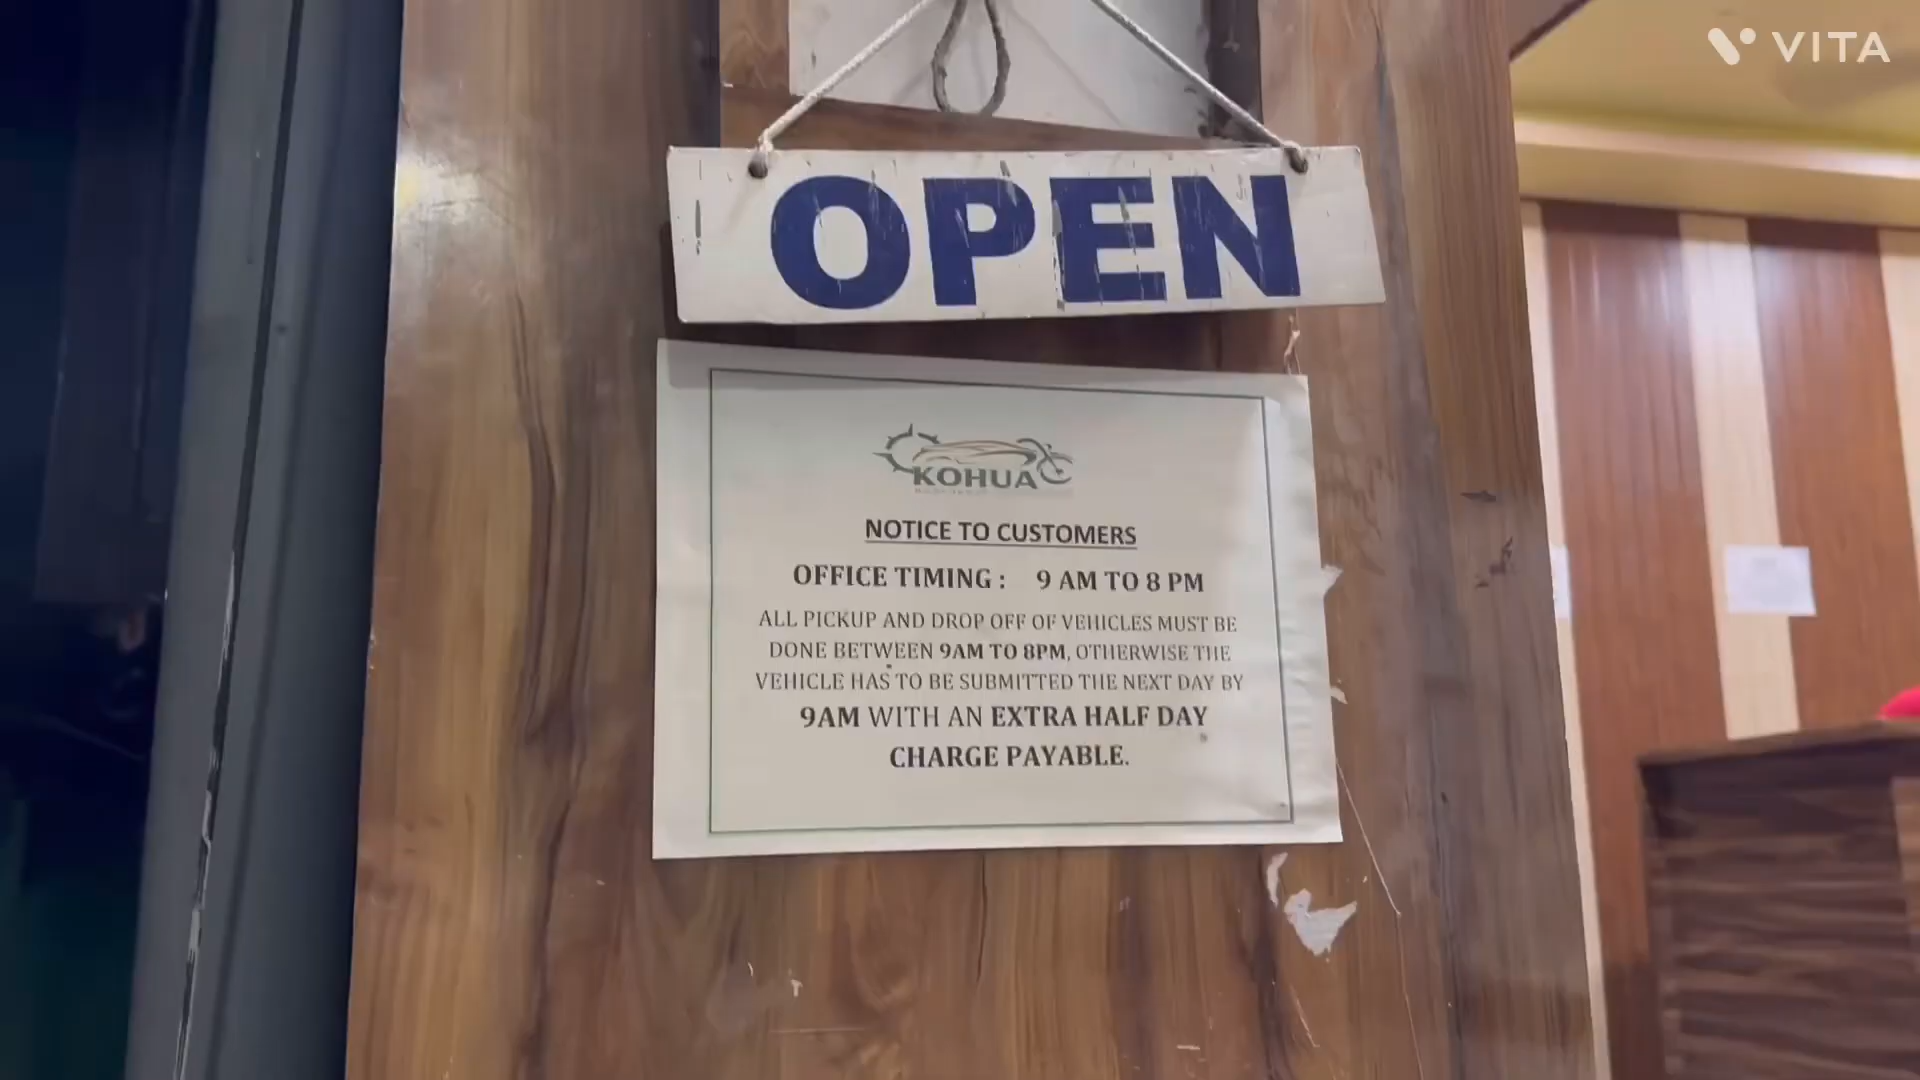 VITA
OPEN
KOHUA
NOTICE TO CUSTOMERS
OFFICE TIMING : 9 AM TO 8 PM
ALL PICKUP AND DROP OFF OF VEHICLES MUST BE
DONE BETWEEN 9AM TO 8PM, OTHERWISE THE
VEHICLE HAS TO BE SUBMITTED THE NEXT DAY BY
9AM WITH AN EXTRA HALF DAY
CHARGE PAYABLE.